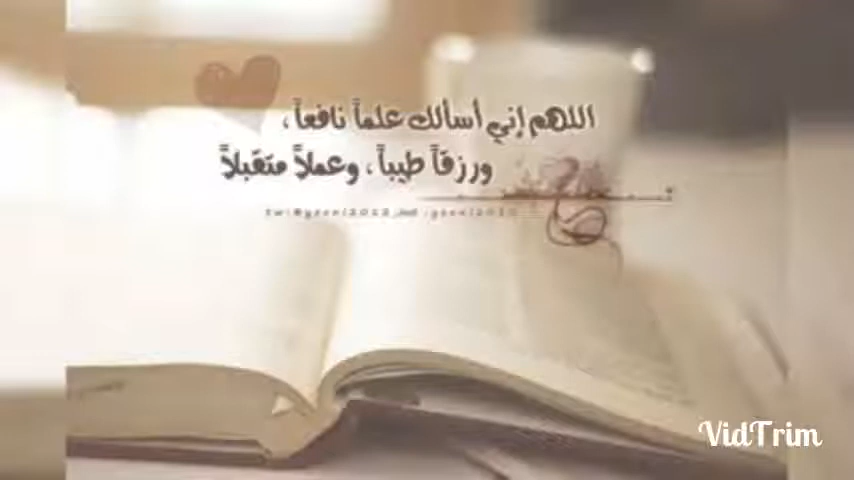 اللهم إني أسألك علماً نافعاً ،
ورزقاً طيباً ، وعملاً متقبلاً
VidTrim